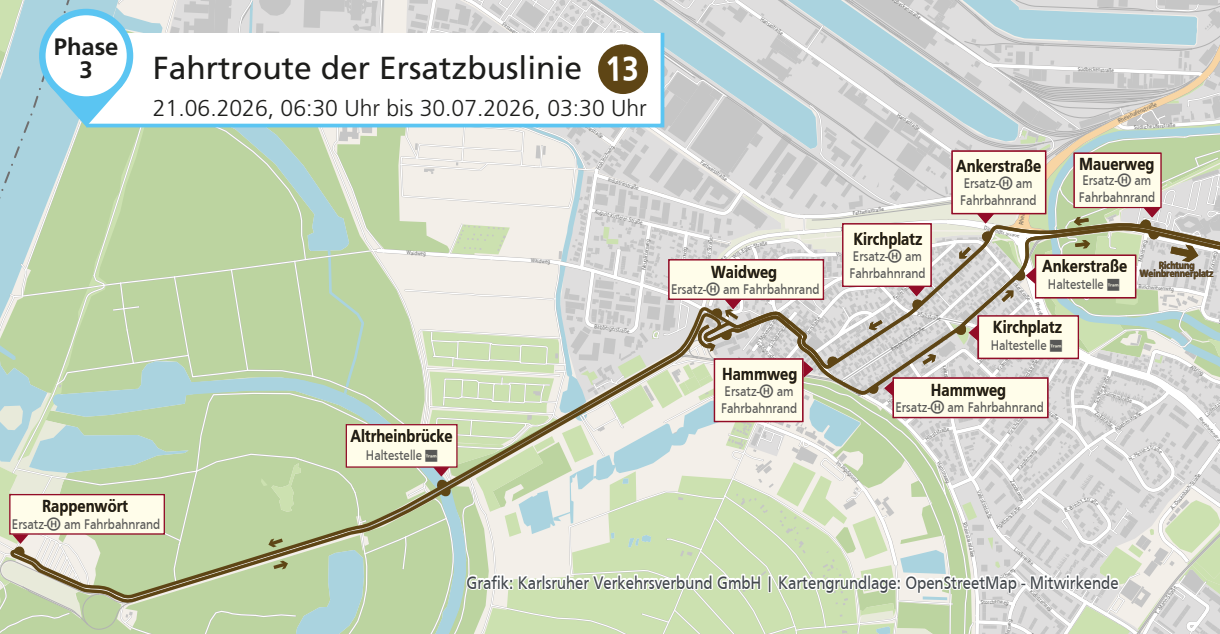 Phase
3
Fahrtroute der Ersatzbuslinie 13
21.06.2026, 06:30 Uhr bis 30.07.2026, 03:30 Uhr
Ankerstraße
Ersatz-H am
Fahrbahnrand
Mauerweg
Ersatz-H am
Fahrbahnrand
Kirchplatz
Ersatz-H am
Fahrbahnrand
Richtung
Weinbrennerplatz
Waidweg
Ersatz-H am Fahrbahnrand
Ankerstraße
Haltestelle Tram
Kirchplatz
Haltestelle Tram
Hammweg
Ersatz-H am
Fahrbahnrand
Hammweg
Ersatz-H am Fahrbahnrand
Altrheinbrücke
Haltestelle Tram
Rappenwört
Ersatz-H am Fahrbahnrand
Grafik: Karlsruher Verkehrsverbund GmbH | Kartengrundlage: OpenStreetMap - Mitwirkende